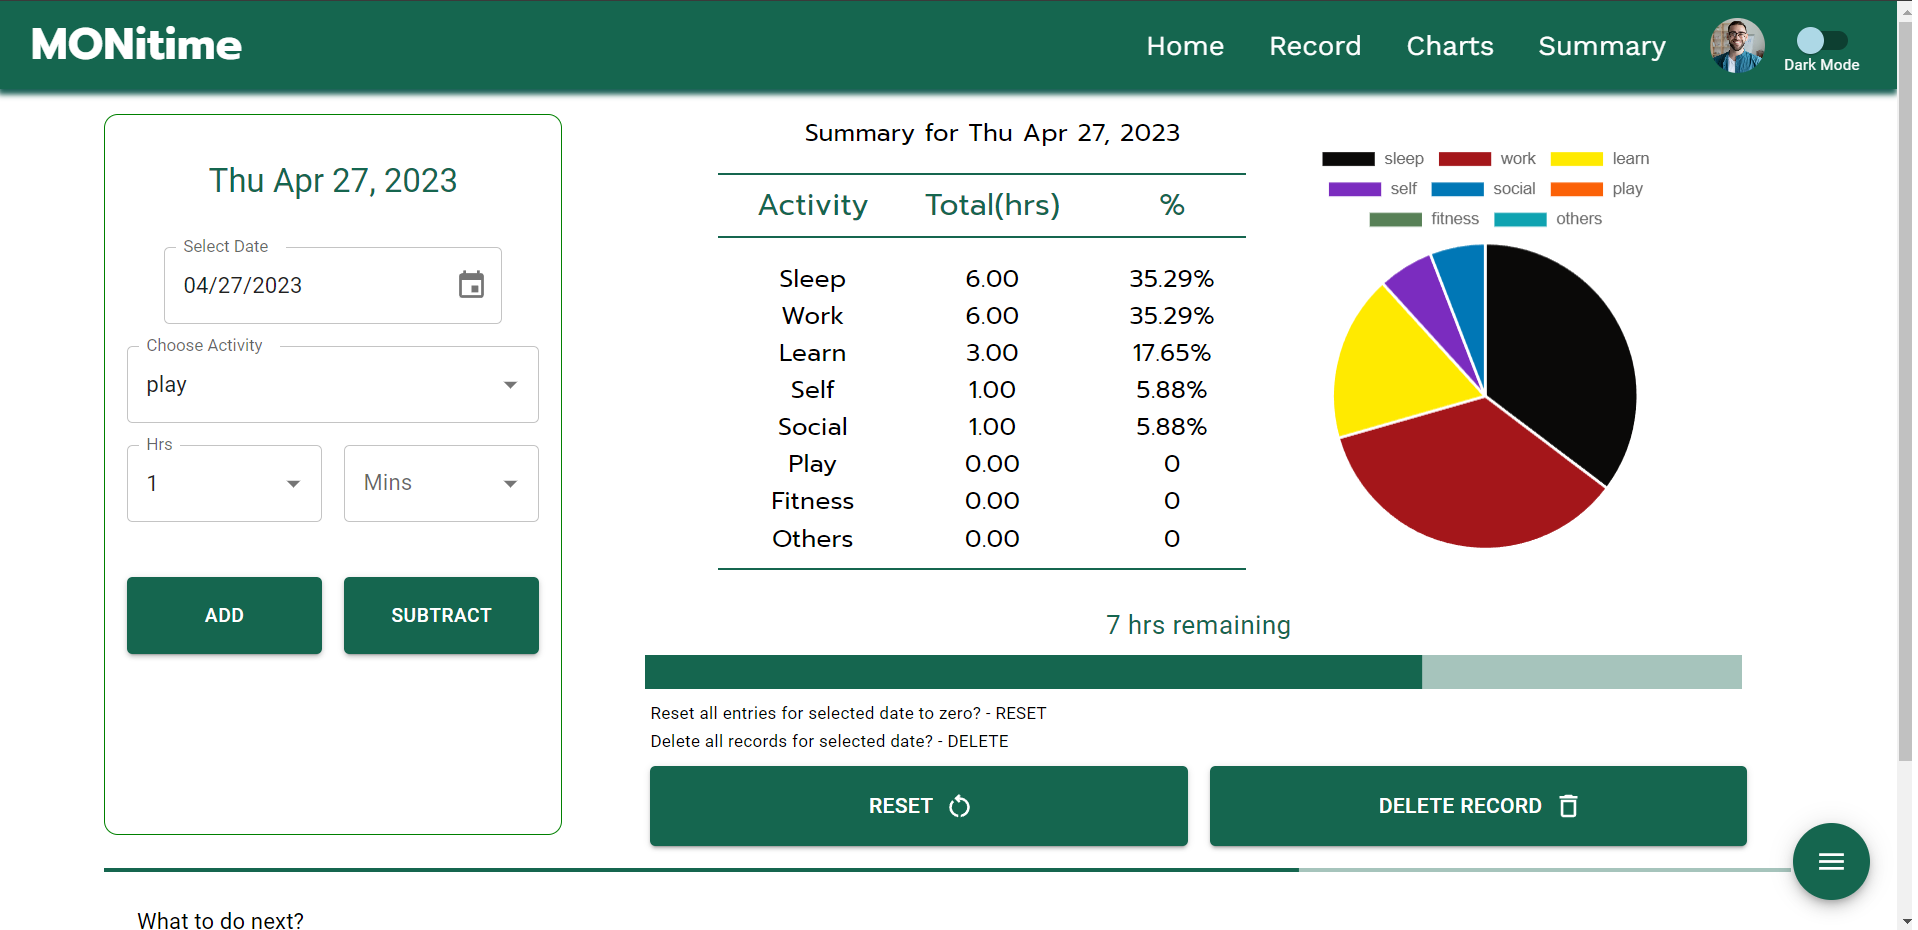 MONitime
Home Record Charts Summary
Dark Mode
Thu Apr 27, 2023
Select Date
04/27/2023
Choose Activity
play
Hrs
1
Mins
ADD SUBTRACT
Summary for Thu Apr 27, 2023
Activity Total(hrs) %
Sleep 6.00 35.29%
Work 6.00 35.29%
Learn 3.00 17.65%
Self 1.00 5.88%
Social 1.00 5.88%
Play 0.00 0
Fitness 0.00 0
Others 0.00 0
sleep work learn
self social play
fitness others
7 hrs remaining
Reset all entries for selected date to zero? - RESET
Delete all records for selected date? - DELETE
RESET DELETE RECORD
What to do next?